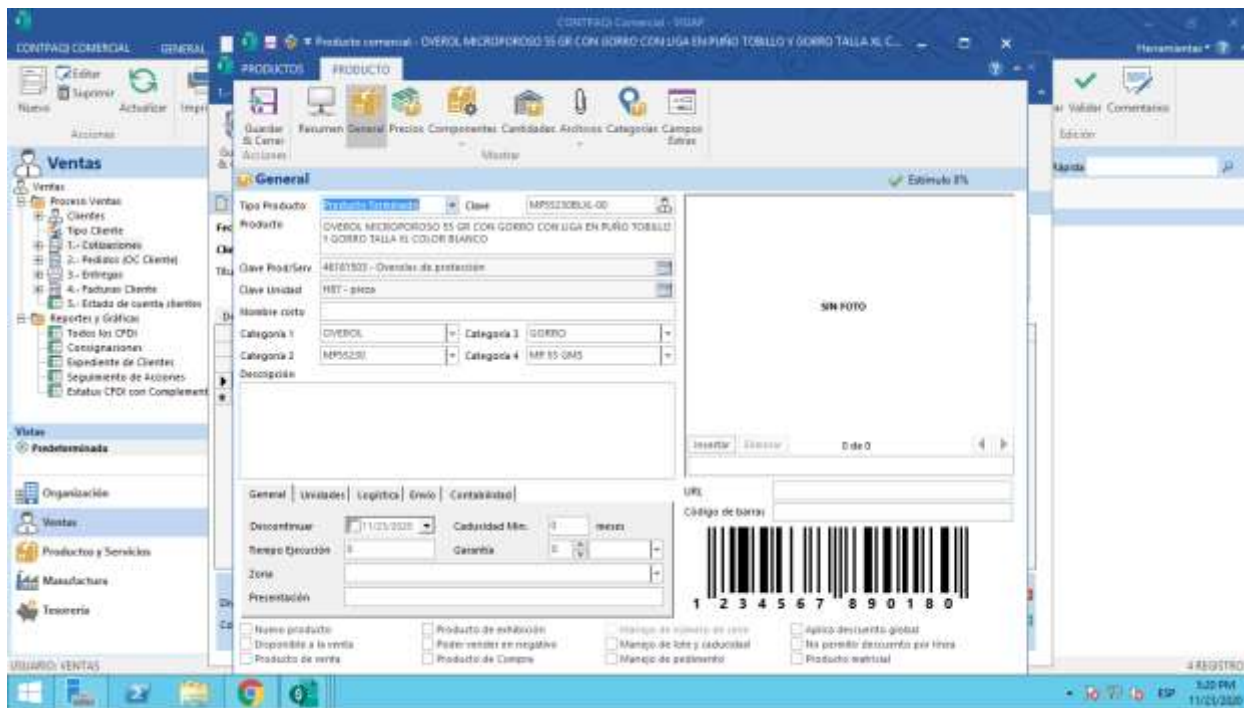 CONTPAQi Comercial - VIGAP
CONTPAQi COMERCIAL GENERAL
Producto comercial - OVEROL MICROPOROSO 55 GR CON GORRO CON LIGA EN PUÑO TOBILLO Y GORRO TALLA XL C...
Herramientas
PRODUCTOS PRODUCTO
Nuevo
Editar
Suprimir
Actualizar
Acciones
Guardar & Cerrar
Resumen General Precios Componentes Cantidades Archivos Categorías Campos Extras
Acciones
Mostrar
Validar Comentarios
Edición
Ventas
General
Estimulo 8%
Rápida
Ventas
Proceso Ventas
Clientes
Tipo Cliente
1.- Cotizaciones
2.- Pedidos (OC Cliente)
3.- Entregas
4.- Facturas Cliente
5.- Estado de cuenta clientes
Reportes y Gráficas
Todos los CFDI
Consignaciones
Expediente de Clientes
Seguimiento de Acciones
Estatus CFDI con Complement
Vistas
Predeterminada
Organización
Ventas
Productos y Servicios
Manufactura
Tesorería
USUARIO: VENTAS
Tipo Producto Producto Terminado Clave MP55230BLXL-00
Producto OVEROL MICROPOROSO 55 GR CON GORRO CON LIGA EN PUÑO TOBILLO
Y GORRO TALLA XL COLOR BLANCO
Clave Prod/Serv 46181503 - Overoles de protección
Clave Unidad H87 - pieza
Nombre corto
Categoría 1 OVEROL Categoría 3 GORRO
Categoría 2 MP55230 Categoría 4 MP 55 GMS
Descripción
SIN FOTO
Insertar Eliminar 0 de 0
URL
Código de barras
1 2 3 4 5 6 7 8 9 0 1 8 0
General Unidades Logística Envío Contabilidad
Descontinuar 11/23/2020 Caducidad Min. 0 meses
Tiempo Ejecución 0 Garantía 0
Zona
Presentación
Nuevo producto Producto de exhibición Manejo de número de serie Aplica descuento global
Disponible a la venta Poder vender en negativo Manejo de lote y caducidad No permitir descuento por línea
Producto de renta Producto de Compra Manejo de pedimento Producto matricial
4 REGISTRO
ESP
5:20 PM
11/23/2020